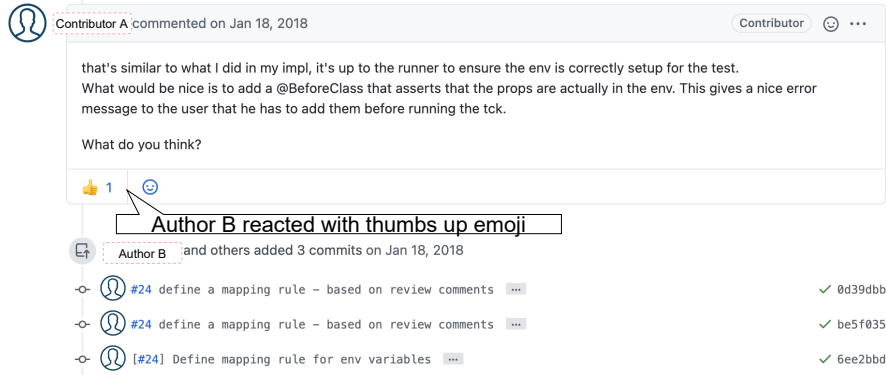 Contributor A commented on Jan 18, 2018 Contributor ...
that's similar to what I did in my impl, it's up to the runner to ensure the env is correctly setup for the test.
What would be nice is to add a @BeforeClass that asserts that the props are actually in the env. This gives a nice error
message to the user that he has to add them before running the tck.
What do you think?
👍 1
Author B reacted with thumbs up emoji
Author B and others added 3 commits on Jan 18, 2018
#24 define a mapping rule – based on review comments ... 0d39dbb
#24 define a mapping rule – based on review comments ... be5f035
[#24] Define mapping rule for env variables ... 6ee2bbd